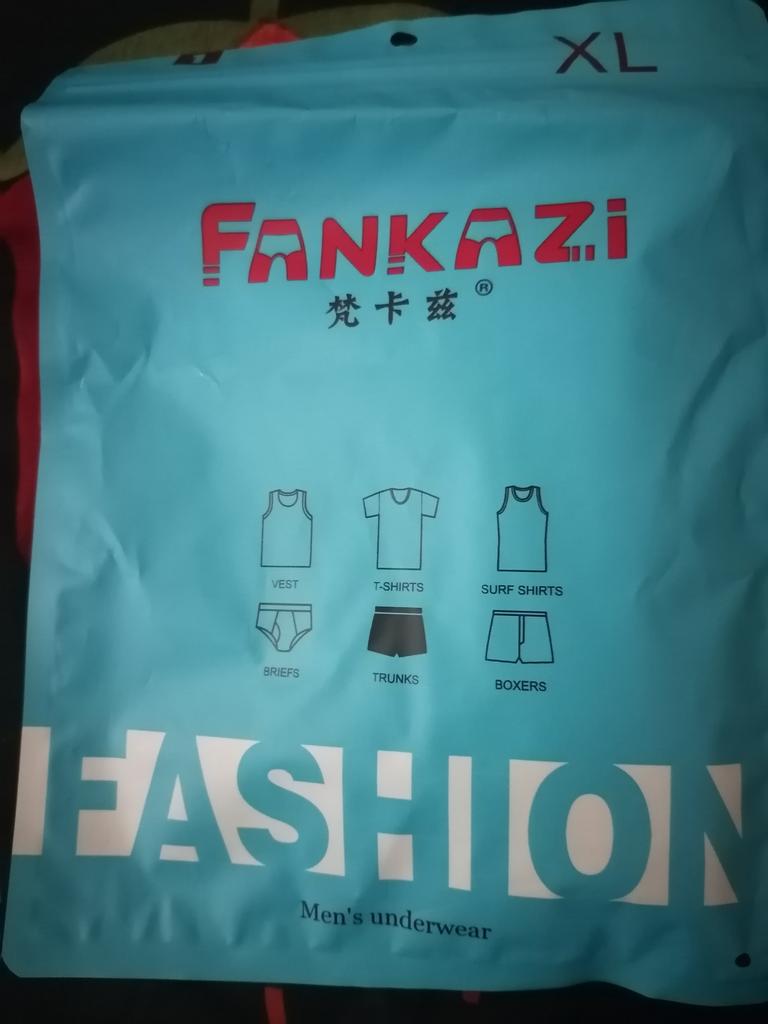 XL
FANKAZi
梵卡兹®
VEST T-SHIRTS SURF SHIRTS
BRIEFS TRUNKS BOXERS
FASHION
Men's underwear